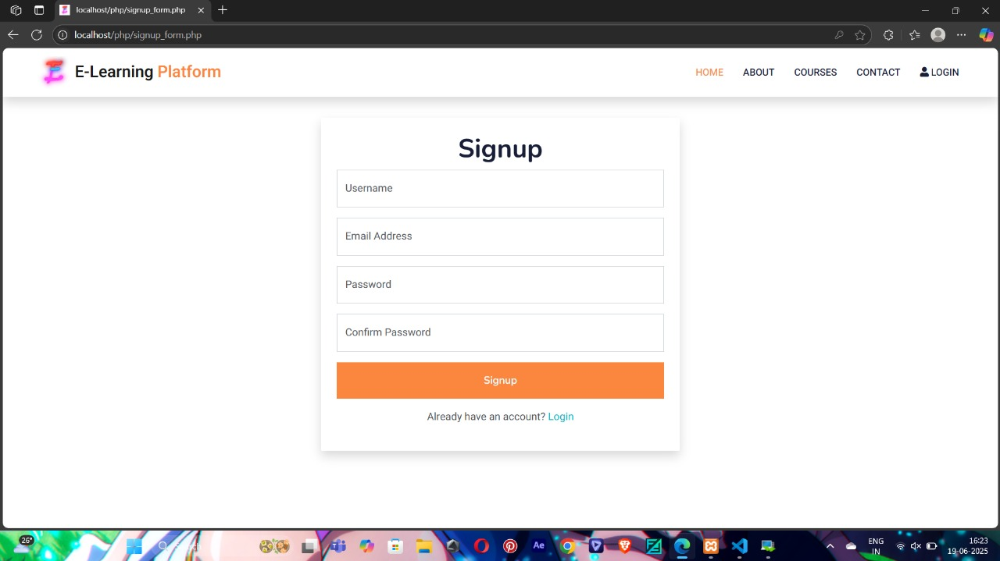 localhost/php/signup_form.php
localhost/php/signup_form.php
E-Learning Platform
HOME
ABOUT
COURSES
CONTACT
LOGIN
Signup
Username
Email Address
Password
Confirm Password
Signup
Already have an account? Login
26°
Search
Ae
ENG
IN
16:23
19-06-2025